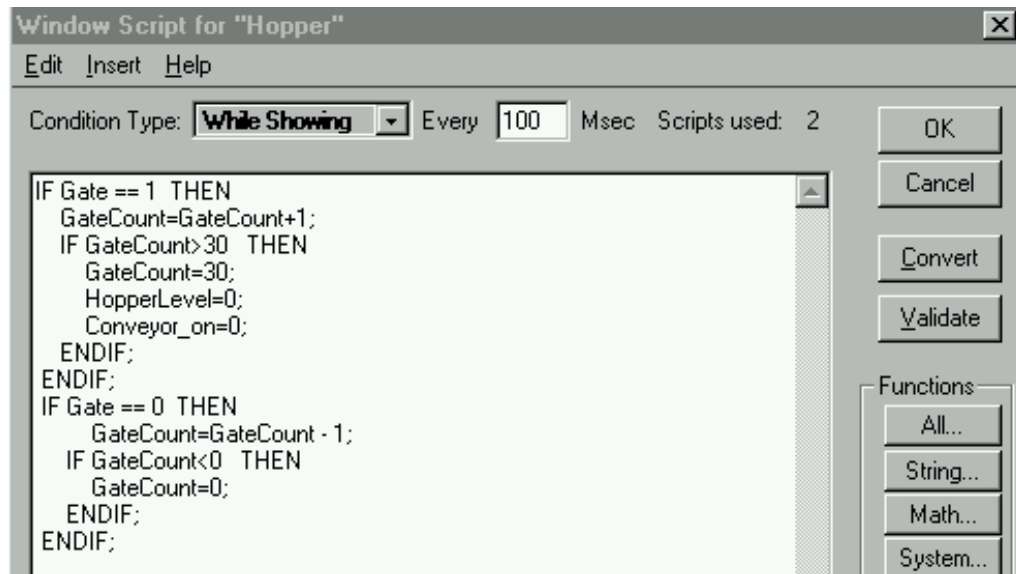 Window Script for "Hopper"
Edit Insert Help
Condition Type: While Showing Every 100 Msec Scripts used: 2
OK
Cancel
Convert
Validate
IF Gate == 1 THEN
GateCount=GateCount+1;
IF GateCount>30 THEN
GateCount=30;
HopperLevel=0;
Conveyor_on=0;
ENDIF;
ENDIF;
IF Gate == 0 THEN
GateCount=GateCount - 1;
IF GateCount<0 THEN
GateCount=0;
ENDIF;
ENDIF;
Functions
All...
String...
Math...
System...